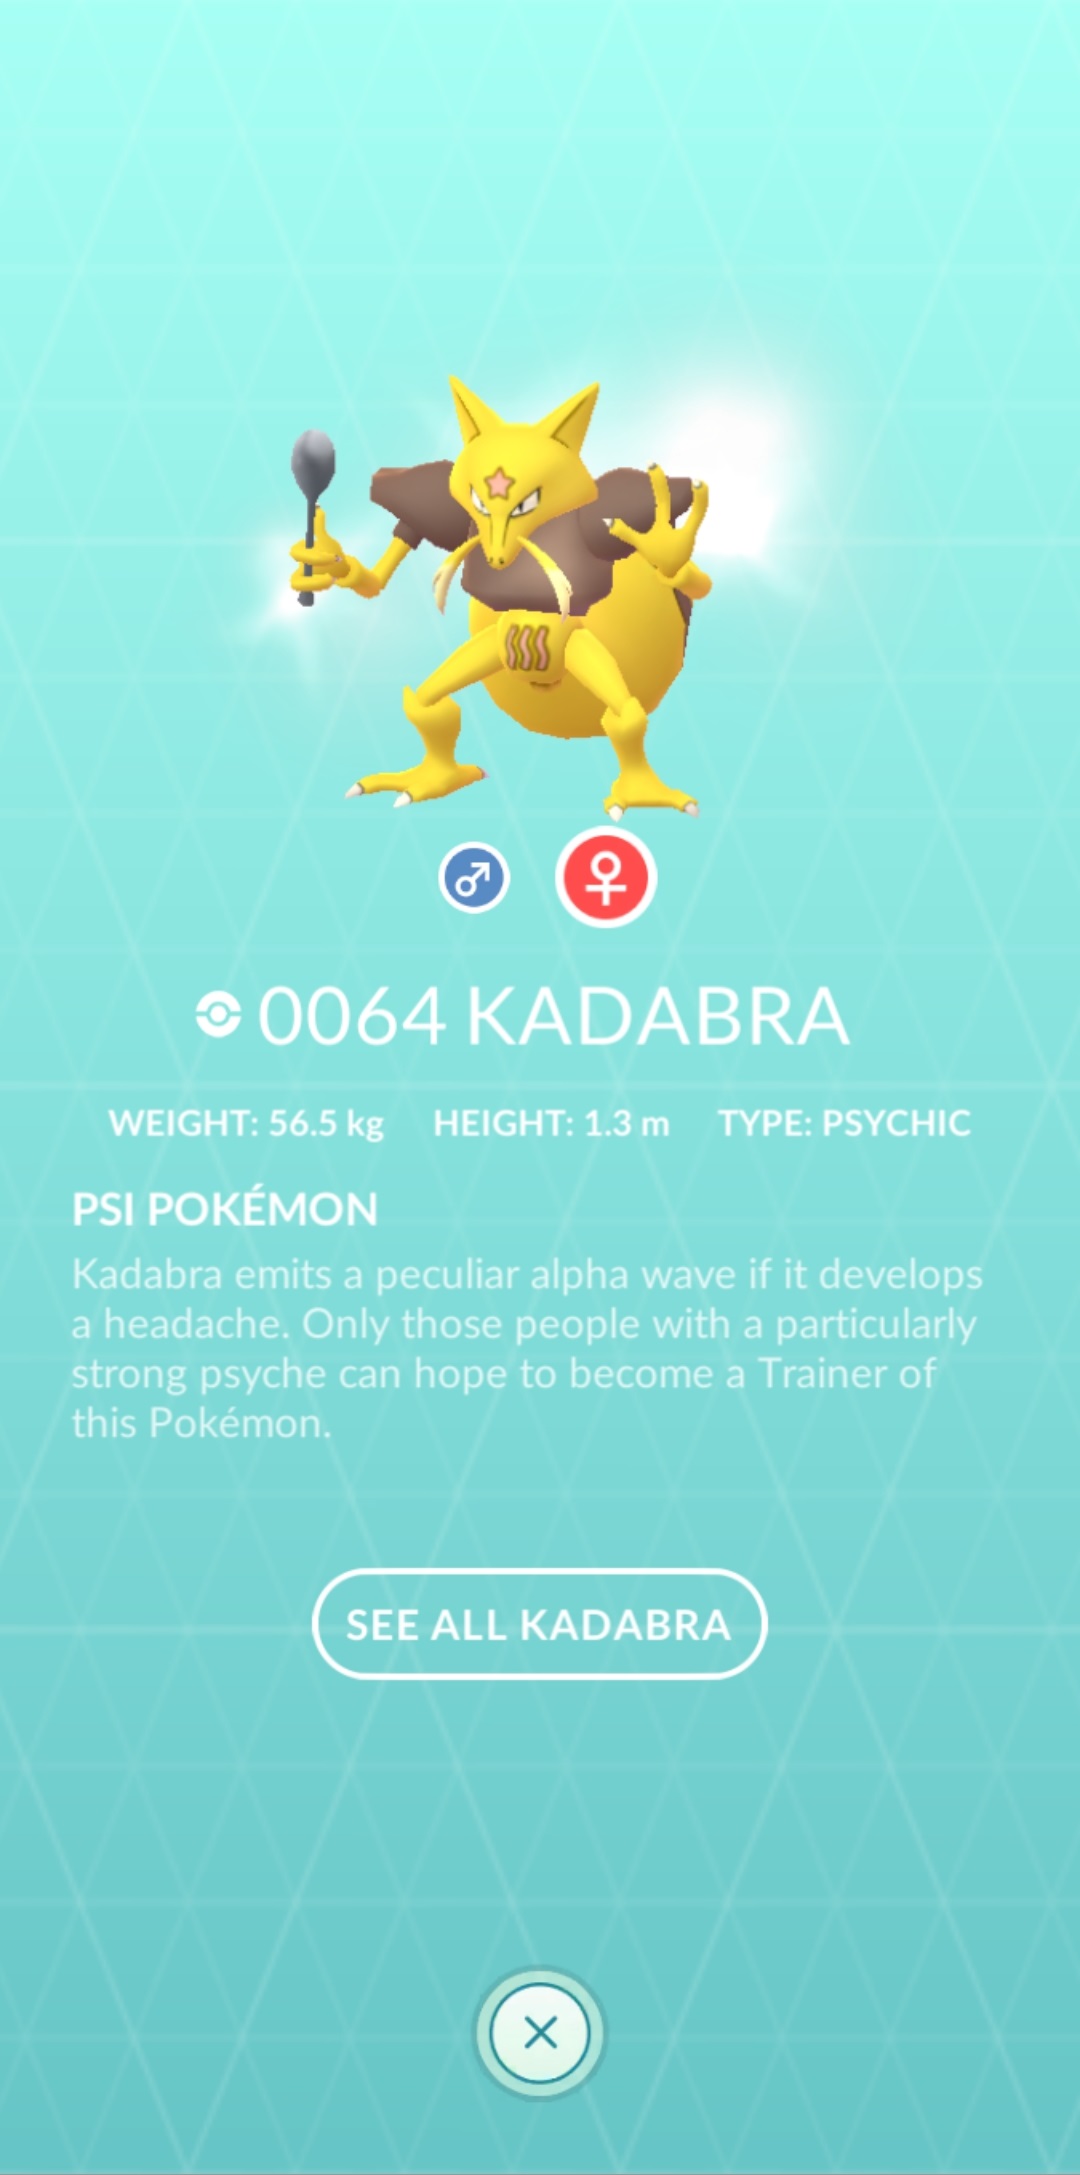 0064 KADABRA
WEIGHT: 56.5 kg HEIGHT: 1.3 m TYPE: PSYCHIC
PSI POKÉMON
Kadabra emits a peculiar alpha wave if it develops
a headache. Only those people with a particularly
strong psyche can hope to become a Trainer of
this Pokémon.
SEE ALL KADABRA